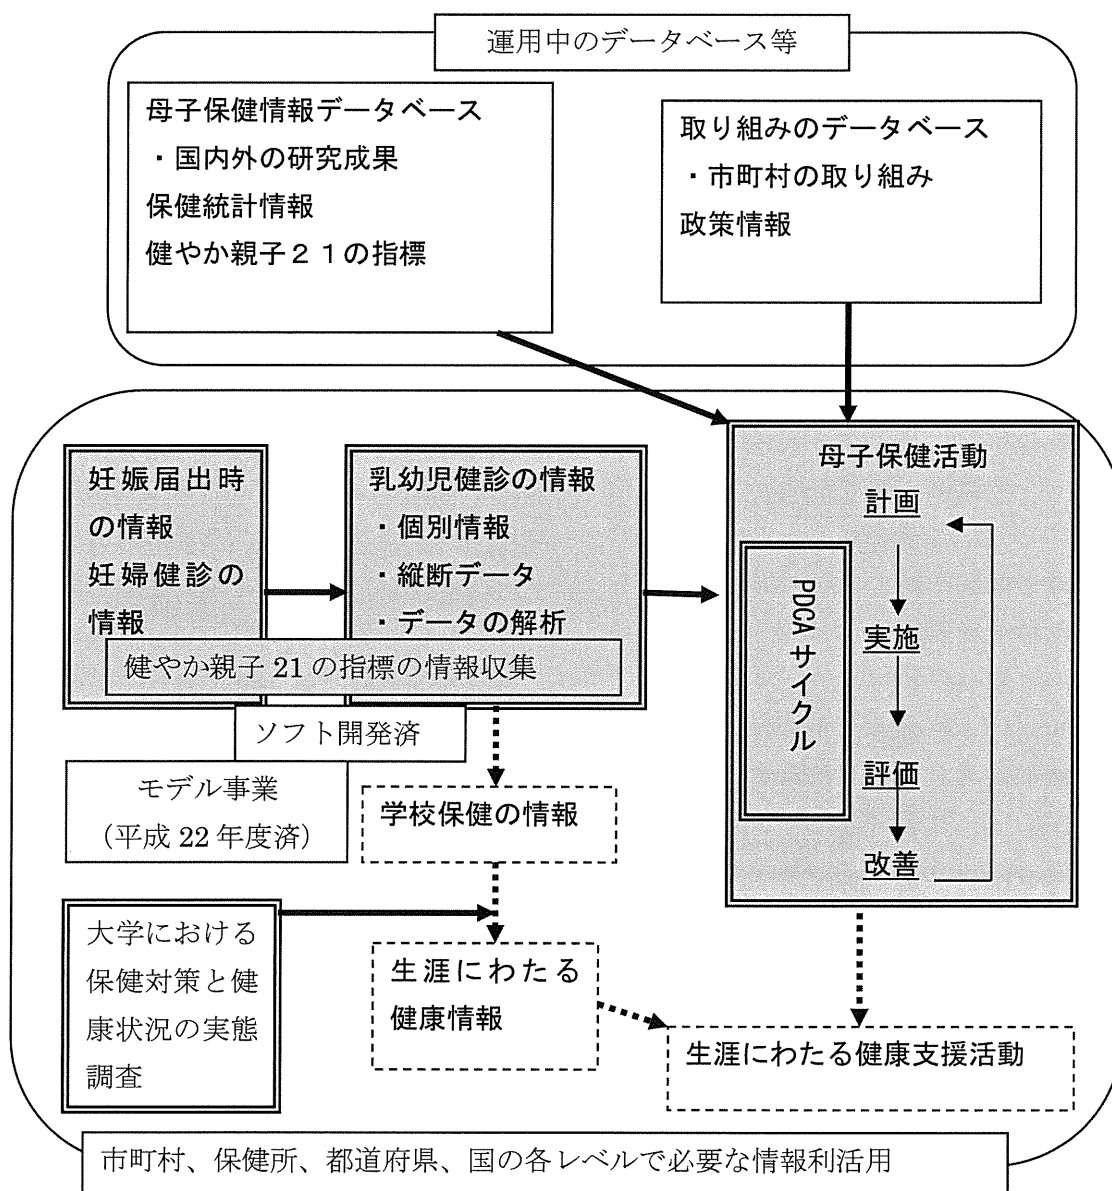 運用中のデータベース等
母子保健情報データベース
・国内外の研究成果
保健統計情報
健やか親子２１の指標
取り組みのデータベース
・市町村の取り組み
政策情報
妊娠届出時
の情報
妊婦健診の
情報
乳幼児健診の情報
・個別情報
・縦断データ
・データの解析
健やか親子 21 の指標の情報収集
ソフト開発済
モデル事業
（平成 22 年度済）
母子保健活動
計画
PDCA サイクル
実施
評価
改善
学校保健の情報
大学における
保健対策と健
康状況の実態
調査
生涯にわたる
健康情報
生涯にわたる健康支援活動
市町村、保健所、都道府県、国の各レベルで必要な情報利活用